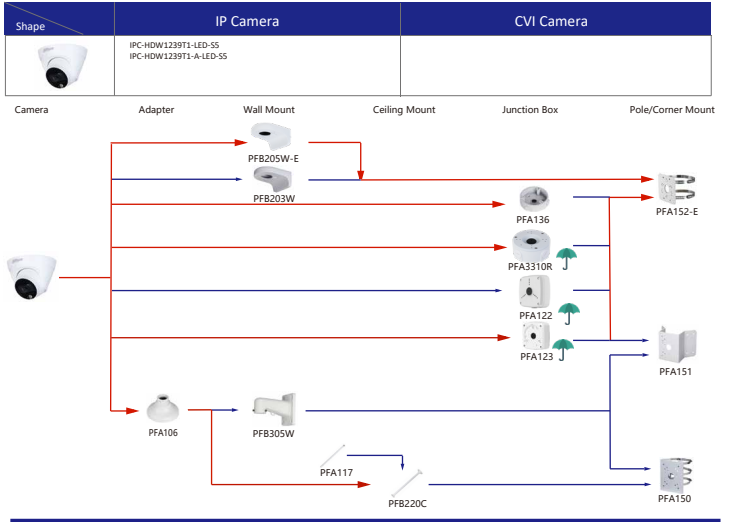 Shape
IP Camera
CVI Camera
IPC-HDW1239T1-LED-S5
IPC-HDW1239T1-A-LED-S5
Camera
Adapter
Wall Mount
Ceiling Mount
Junction Box
Pole/Corner Mount
PFB205W-E
PFB203W
PFA136
PFA152-E
PFA3310R
PFA122
PFA123
PFA151
PFA106
PFB305W
PFA117
PFB220C
PFA150